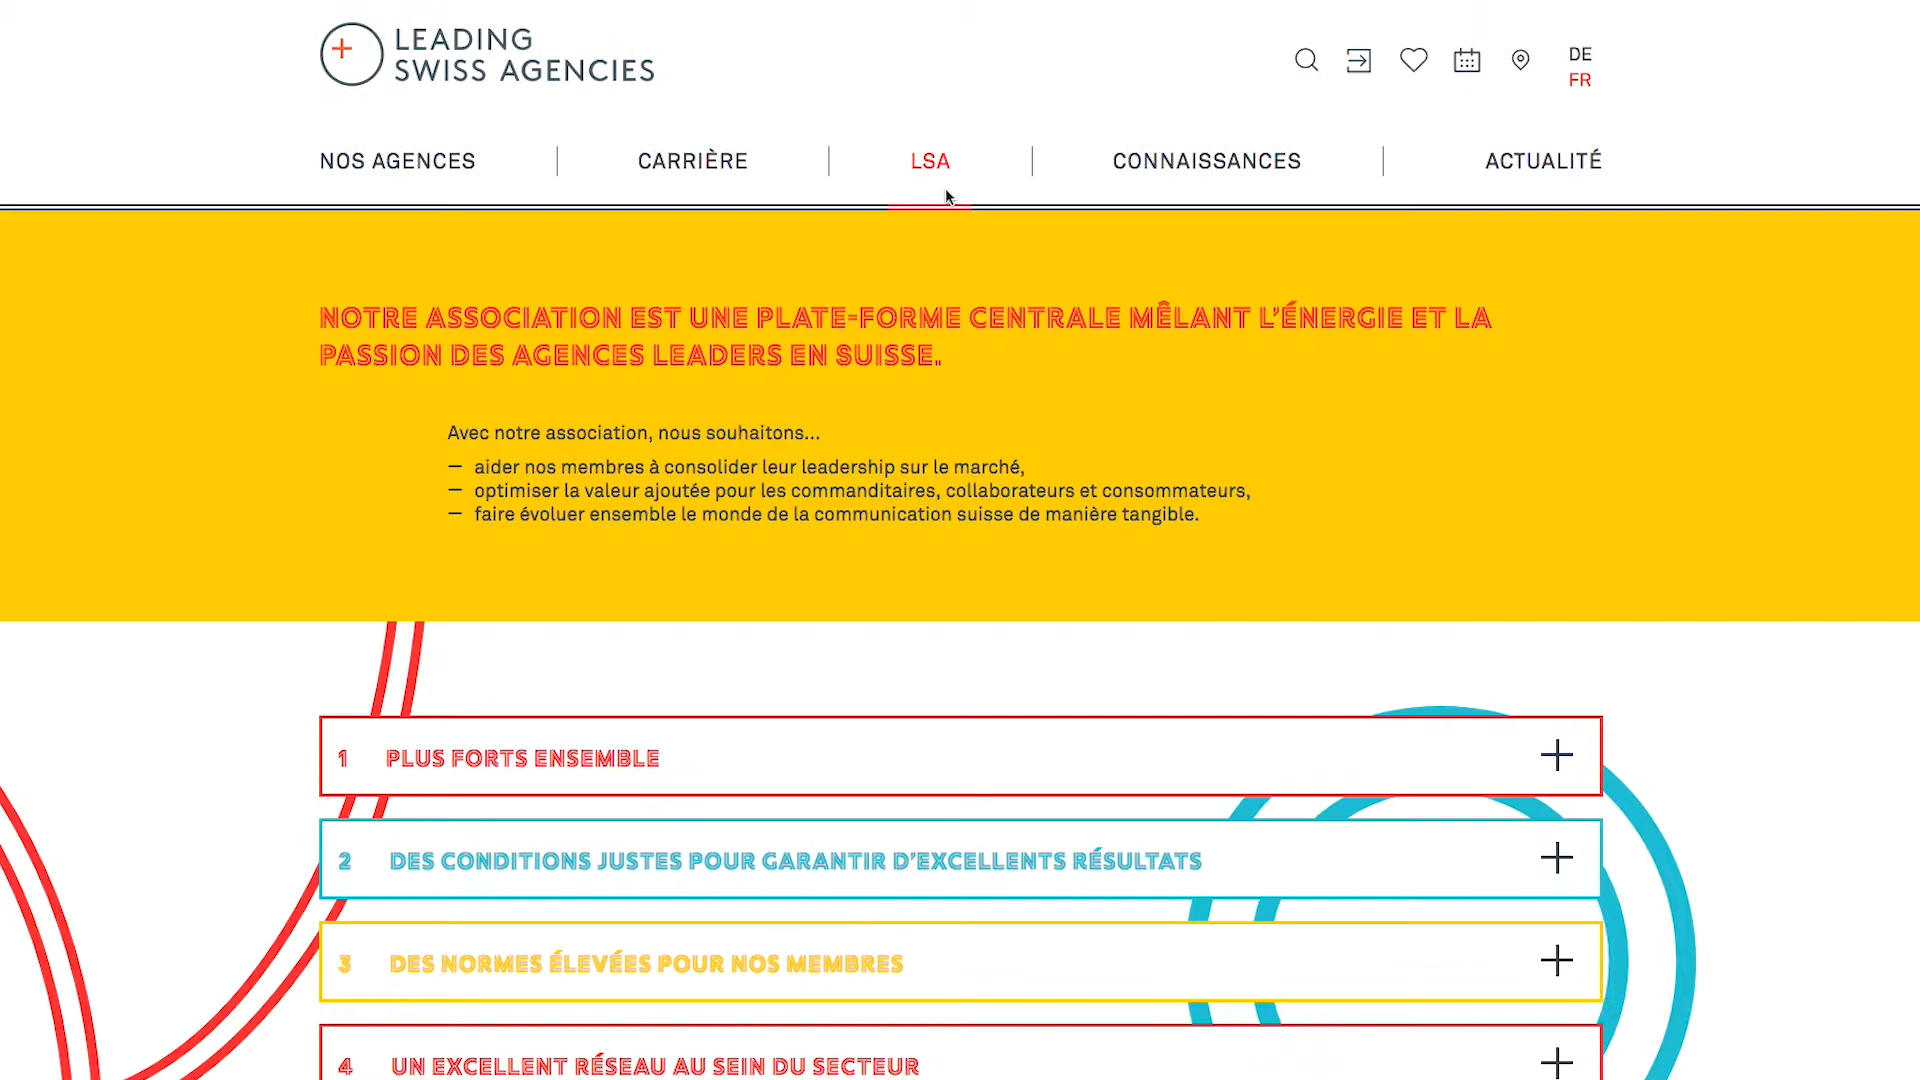 LEADING
SWISS AGENCIES
DE
FR
NOS AGENCES
CARRIÈRE
LSA
CONNAISSANCES
ACTUALITÉ
NOTRE ASSOCIATION EST UNE PLATE-FORME CENTRALE MÊLANT L’ÉNERGIE ET LA
PASSION DES AGENCES LEADERS EN SUISSE.
Avec notre association, nous souhaitons...
— aider nos membres à consolider leur leadership sur le marché,
— optimiser la valeur ajoutée pour les commanditaires, collaborateurs et consommateurs,
— faire évoluer ensemble le monde de la communication suisse de manière tangible.
1 PLUS FORTS ENSEMBLE
2 DES CONDITIONS JUSTES POUR GARANTIR D’EXCELLENTS RÉSULTATS
3 DES NORMES ÉLEVÉES POUR NOS MEMBRES
4 UN EXCELLENT RÉSEAU AU SEIN DU SECTEUR